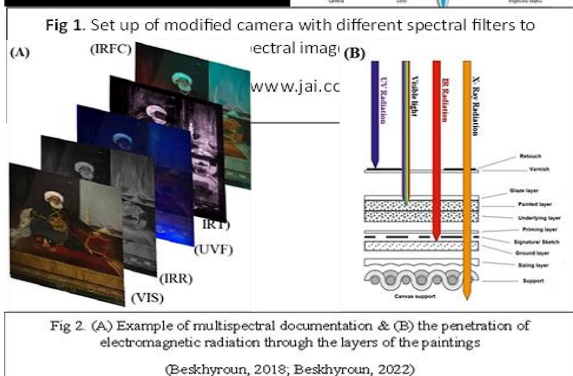 Fig 1. Set up of modified camera with different spectral filters to
ectral imag
www.jai.c
(A)
(IRFC)
IRT)
(UVF)
(IRR)
(VIS)
(B)
UV Radiation
Visible light
IR Radiation
X- Ray Radiation
Retouch
Varnish
Glaze layer
Painted layer
Underlying layer
Priming layer
Signature/ Sketch
Ground layer
Sizing layer
Support
Canvas support
Fig 2. (A) Example of multispectral documentation & (B) the penetration of
electromagnetic radiation through the layers of the paintings
(Beskhyroun, 2018; Beskhyroun, 2022)